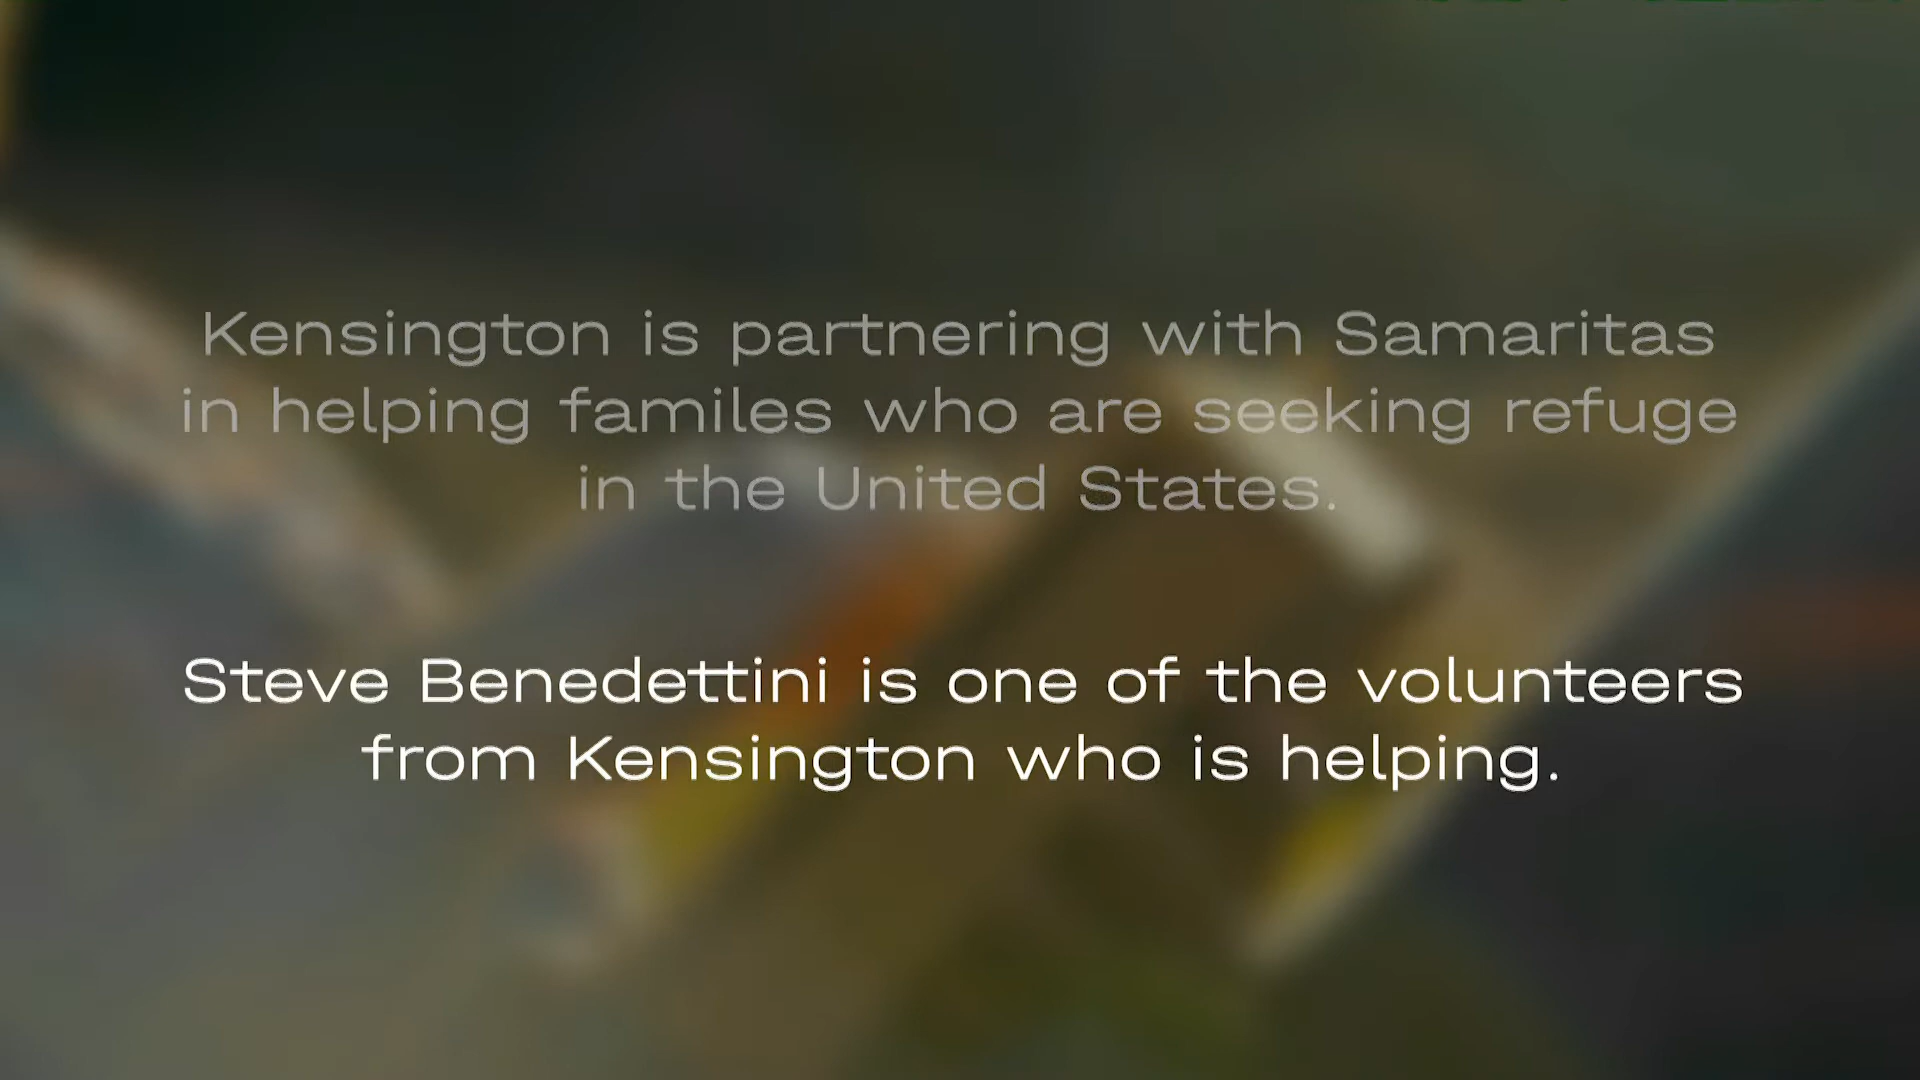 Kensington is partnering with Samaritas
in helping familes who are seeking refuge
in the United States.
Steve Benedettini is one of the volunteers
from Kensington who is helping.